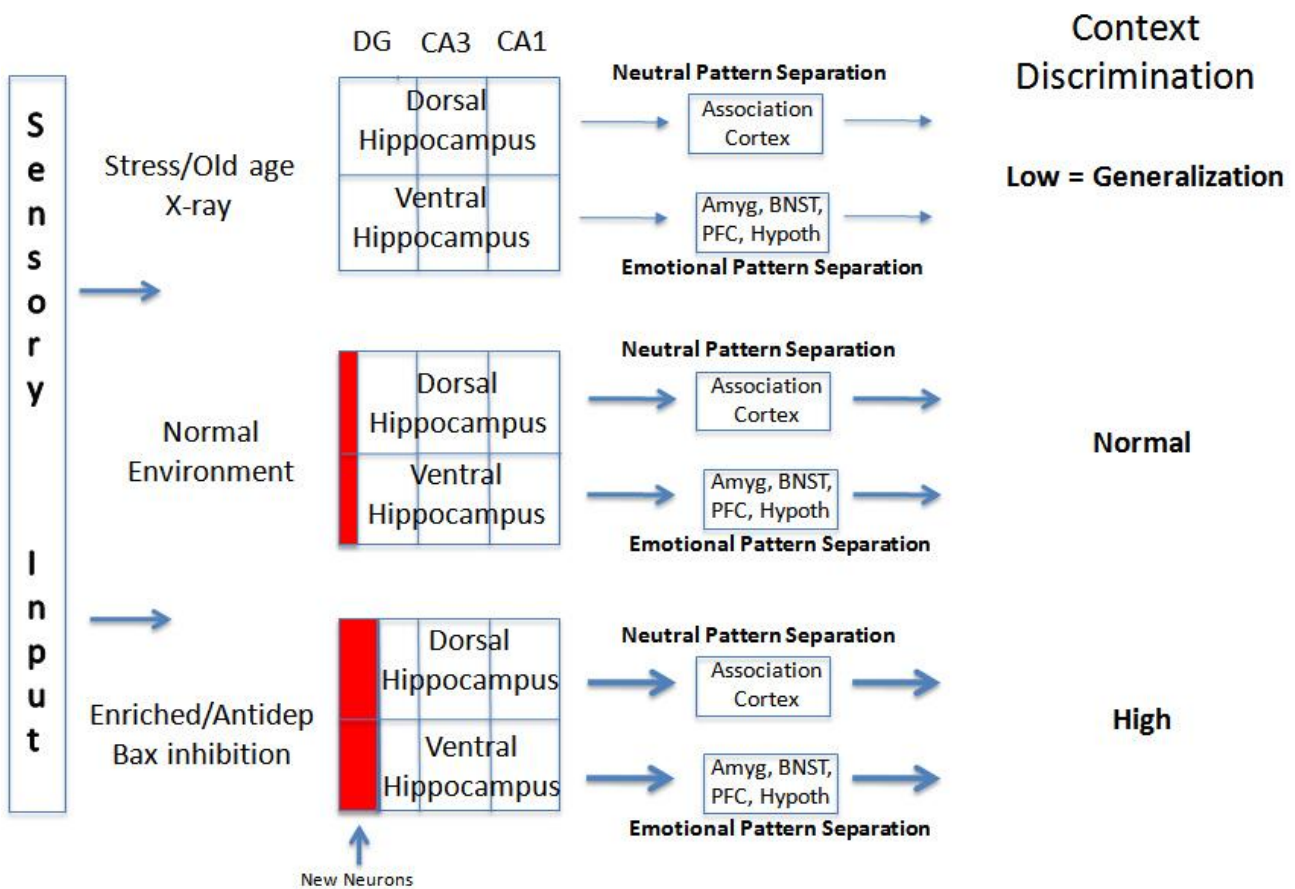 DG CA3 CA1
Context
Discrimination
Sensory Input
Stress/Old age
X-ray
Dorsal
Hippocampus
Ventral
Hippocampus
Neutral Pattern Separation
Association
Cortex
Amyg, BNST,
PFC, Hypoth
Emotional Pattern Separation
Low = Generalization
Normal
Environment
Dorsal
Hippocampus
Ventral
Hippocampus
Neutral Pattern Separation
Association
Cortex
Amyg, BNST,
PFC, Hypoth
Emotional Pattern Separation
Normal
Enriched/Antidep
Bax inhibition
Dorsal
Hippocampus
Ventral
Hippocampus
Neutral Pattern Separation
Association
Cortex
Amyg, BNST,
PFC, Hypoth
Emotional Pattern Separation
High
New Neurons